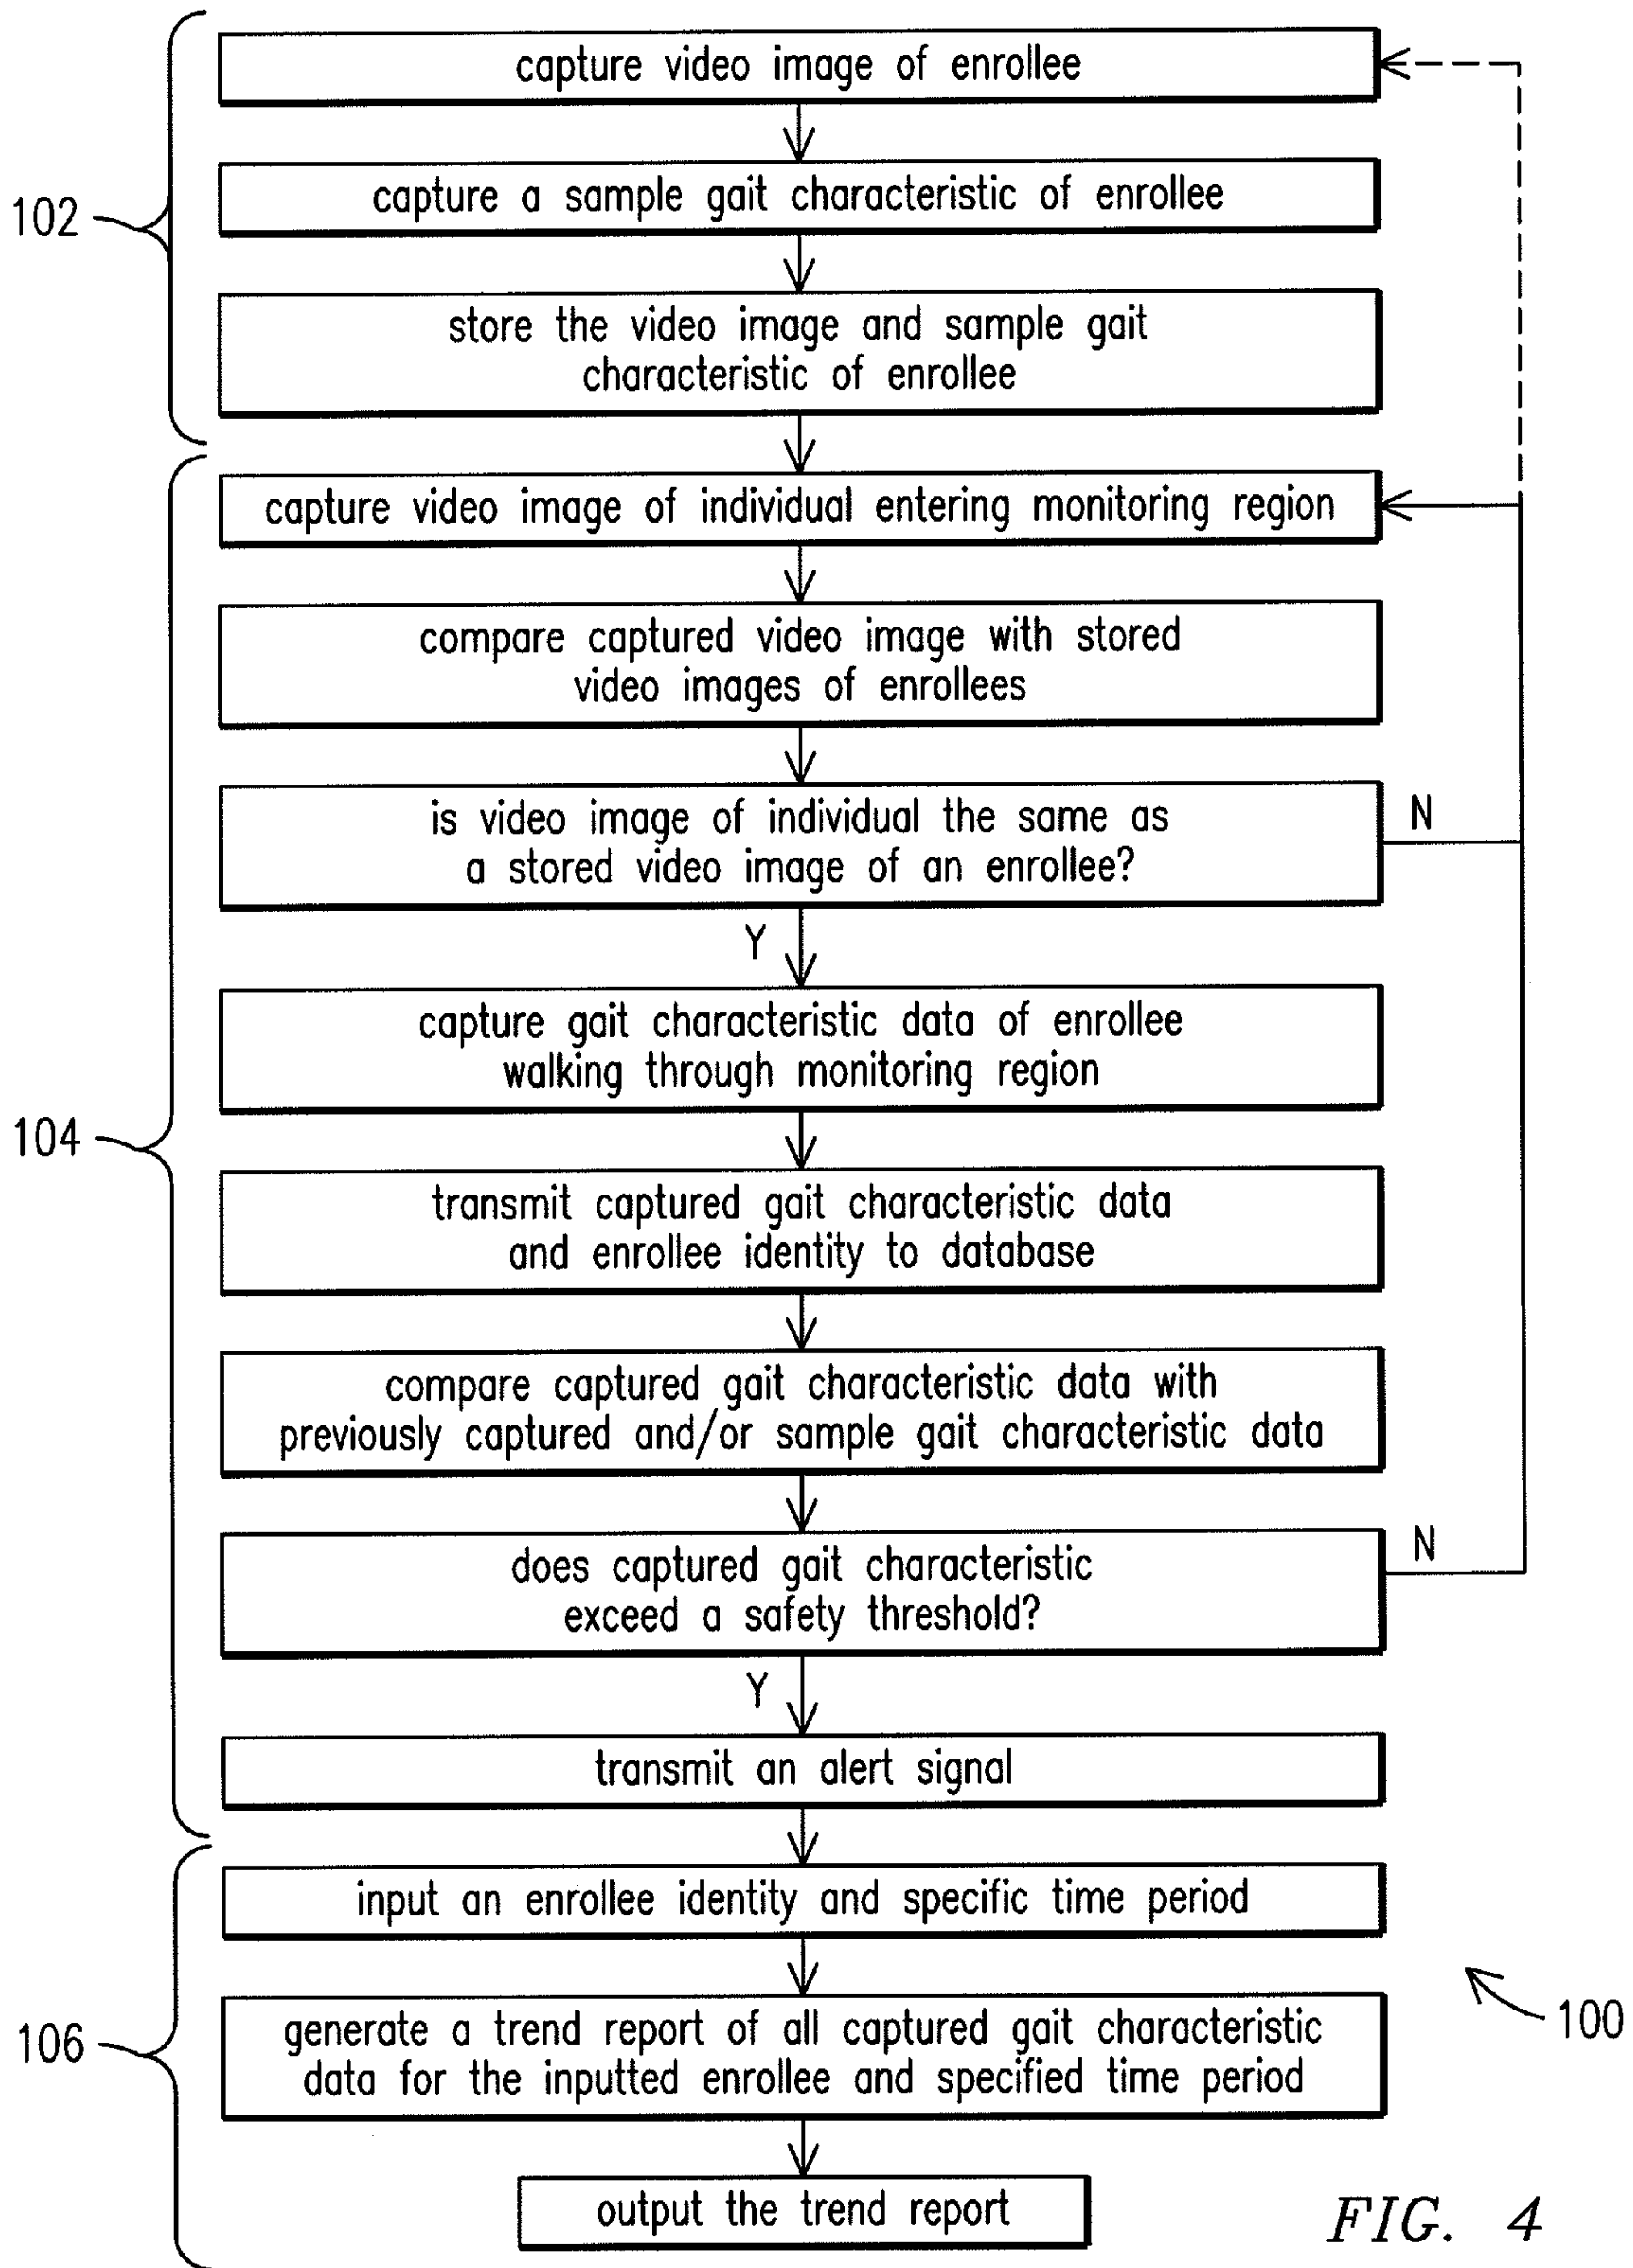 capture video image of enrollee
capture a sample gait characteristic of enrollee
102
store the video image and sample gait
characteristic of enrollee
capture video image of individual entering monitoring region
compare captured video image with stored
video images of enrollees
is video image of individual the same as
a stored video image of an enrollee?
N
Y
capture gait characteristic data of enrollee
walking through monitoring region
104
transmit captured gait characteristic data
and enrollee identity to database
compare captured gait characteristic data with
previously captured and/or sample gait characteristic data
does captured gait characteristic
exceed a safety threshold?
N
Y
transmit an alert signal
input an enrollee identity and specific time period
106
generate a trend report of all captured gait characteristic
data for the inputted enrollee and specified time period
100
output the trend report
FIG. 4